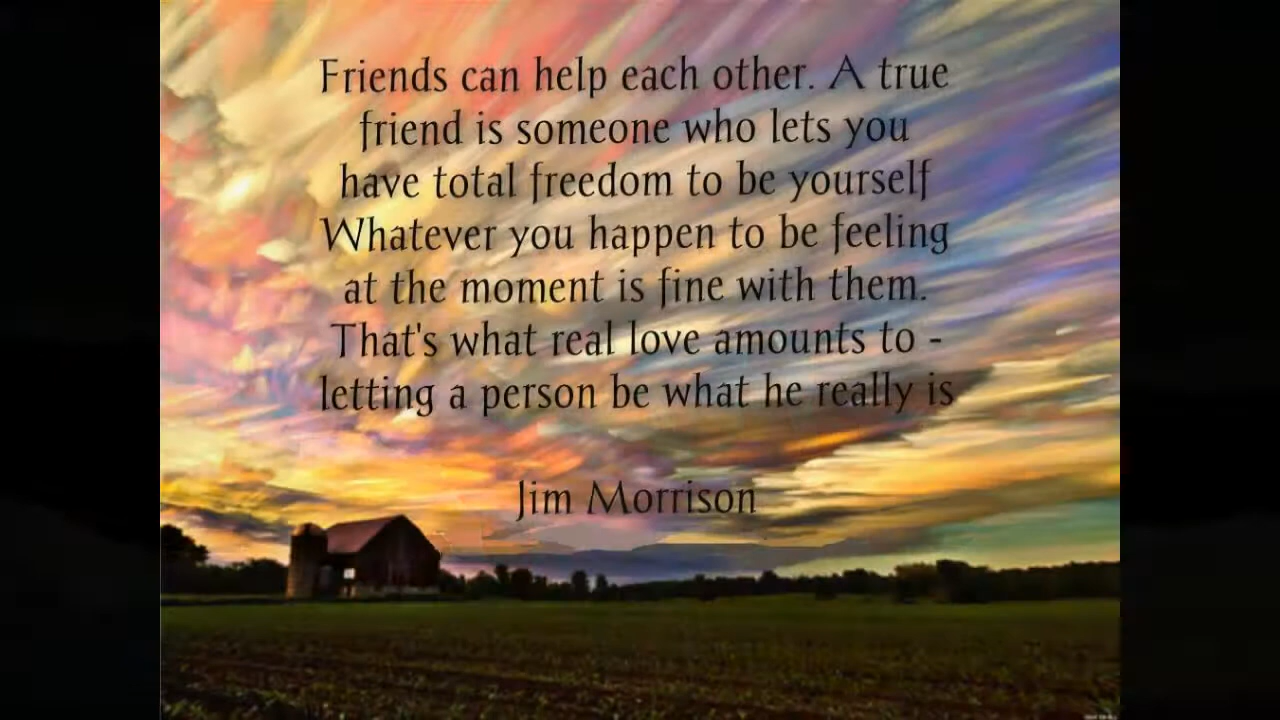 Friends can help each other. A true
friend is someone who lets you
have total freedom to be yourself
Whatever you happen to be feeling
at the moment is fine with them.
That's what real love amounts to -
letting a person be what he really is
Jim Morrison